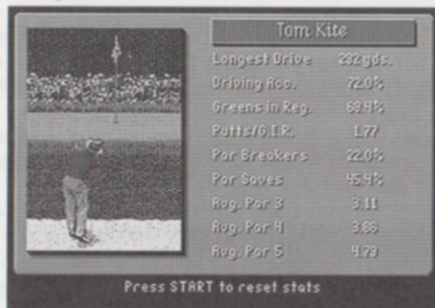 Tom Kite
Longest Drive 292 yds.
Driving Acc. 72.0%
Greens in Reg. 69.4%
Putts/G.I.R. 1.77
Par Breakers 22.0%
Par Saves 45.4%
Avg. Par 3 3.11
Avg. Par 4 3.86
Avg. Par 5 4.73
Press START to reset stats